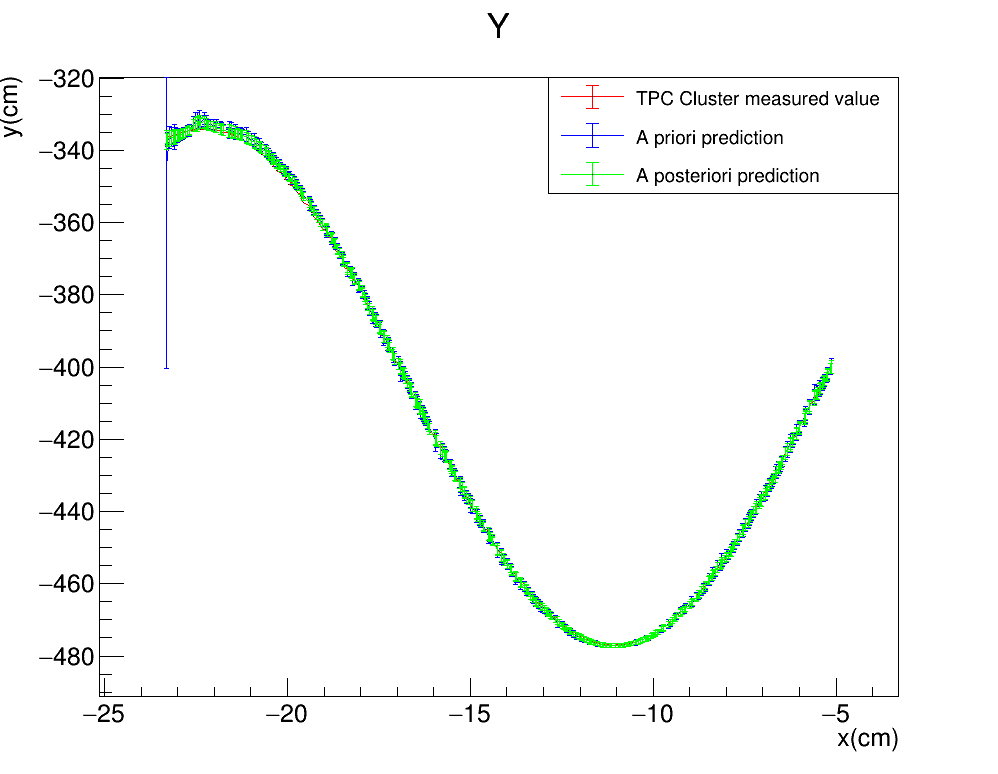 Y
y(cm)
−320
−340
−360
−380
−400
−420
−440
−460
−480
TPC Cluster measured value
A priori prediction
A posteriori prediction
−25
−20
−15
−10
−5
x(cm)